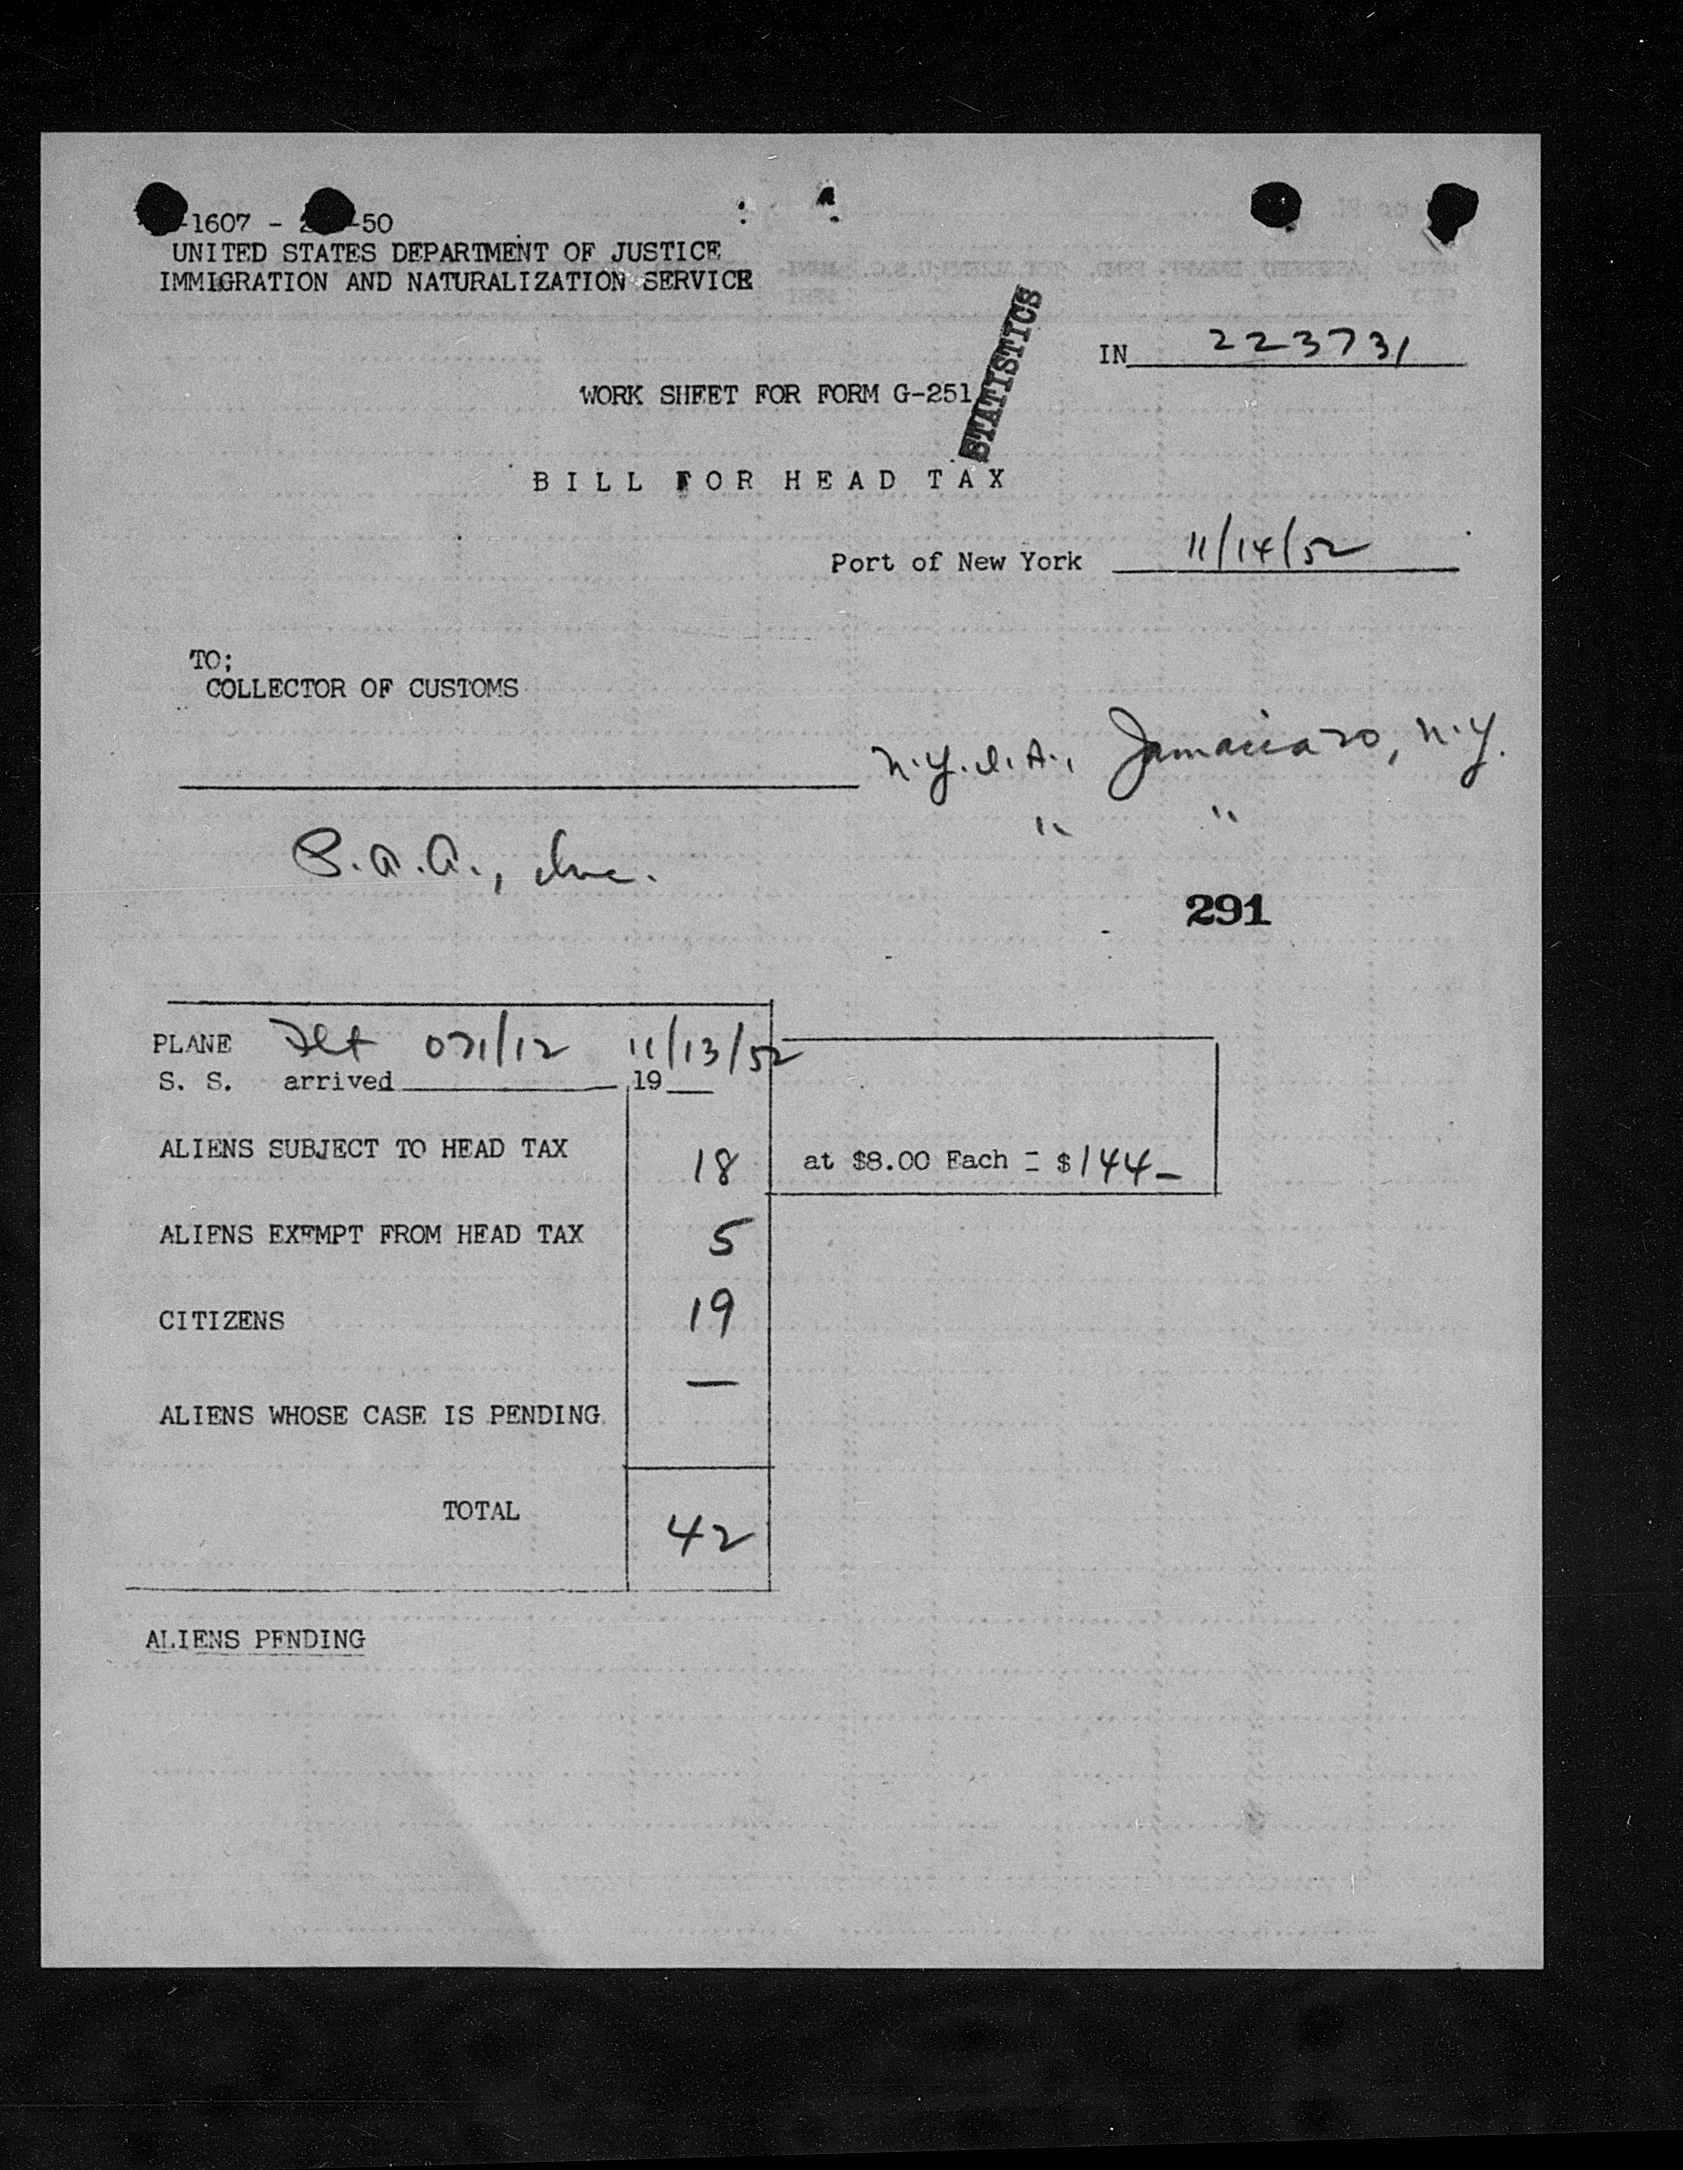 -1607 - 2 -50
UNITED STATES DEPARTMENT OF JUSTICE
IMMIGRATION AND NATURALIZATION SERVICE
STATISTICS
IN 223731
WORK SHEET FOR FORM G-251
BILL FOR HEAD TAX
Port of New York 11/14/52
TO;
COLLECTOR OF CUSTOMS
N.Y.I.A., Jamaica 30, N.Y.
" "
P.A.A., Inc.
291
PLANE Flt 071/12 11/13/52
S. S. arrived , 19
ALIENS SUBJECT TO HEAD TAX 18 at $8.00 Each = $144-
ALIENS EXEMPT FROM HEAD TAX 5
CITIZENS 19
—
ALIENS WHOSE CASE IS PENDING
TOTAL 42
ALIENS PENDING